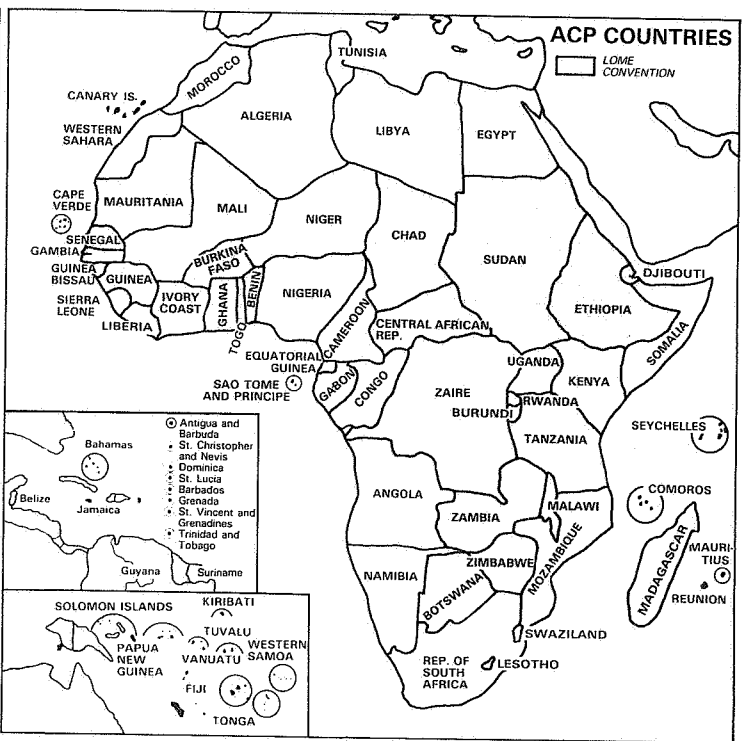 ACP COUNTRIES
LOME
CONVENTION
TUNISIA
MOROCCO
CANARY IS.
ALGERIA
LIBYA
EGYPT
WESTERN
SAHARA
CAPE
VERDE
MAURITANIA
MALI
NIGER
CHAD
SUDAN
SENEGAL
GAMBIA
BURKINA
FASO
DJIBOUTI
GUINEA
BISSAU
GUINEA
IVORY
COAST
GHANA
TOGO
BENIN
NIGERIA
CAMEROON
ETHIOPIA
SIERRA
LEONE
LIBERIA
CENTRAL AFRICAN
REP.
SOMALIA
EQUATORIAL
GUINEA
SAO TOME
AND PRINCIPE
GABON
CONGO
ZAIRE
UGANDA
KENYA
RWANDA
BURUNDI
TANZANIA
SEYCHELLES
COMOROS
ANGOLA
ZAMBIA
MALAWI
MOZAMBIQUE
MADAGASCAR
MAURI-
TIUS
REUNION
NAMIBIA
BOTSWANA
ZIMBABWE
SWAZILAND
LESOTHO
REP. OF
SOUTH
AFRICA
Bahamas
Belize
Jamaica
Guyana
Suriname
Antigua and
Barbuda
St. Christopher
and Nevis
Dominica
St. Lucia
Barbados
Grenada
St. Vincent and
Grenadines
Trinidad and
Tobago
SOLOMON ISLANDS
KIRIBATI
TUVALU
PAPUA
NEW
GUINEA
VANUATU
WESTERN
SAMOA
FIJI
TONGA